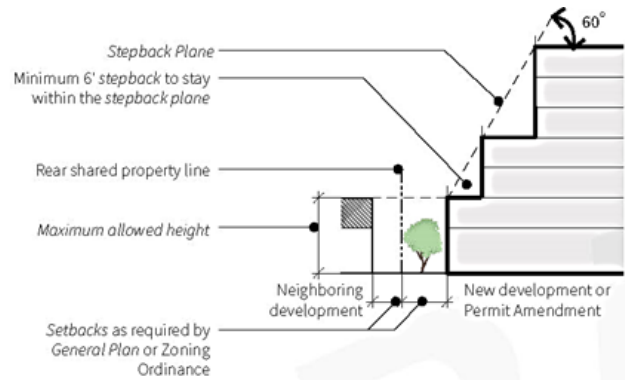 60°
Stepback Plane
Minimum 6' stepback to stay
within the stepback plane
Rear shared property line
Maximum allowed height
Neighboring
development
New development or
Permit Amendment
Setbacks as required by
General Plan or Zoning
Ordinance